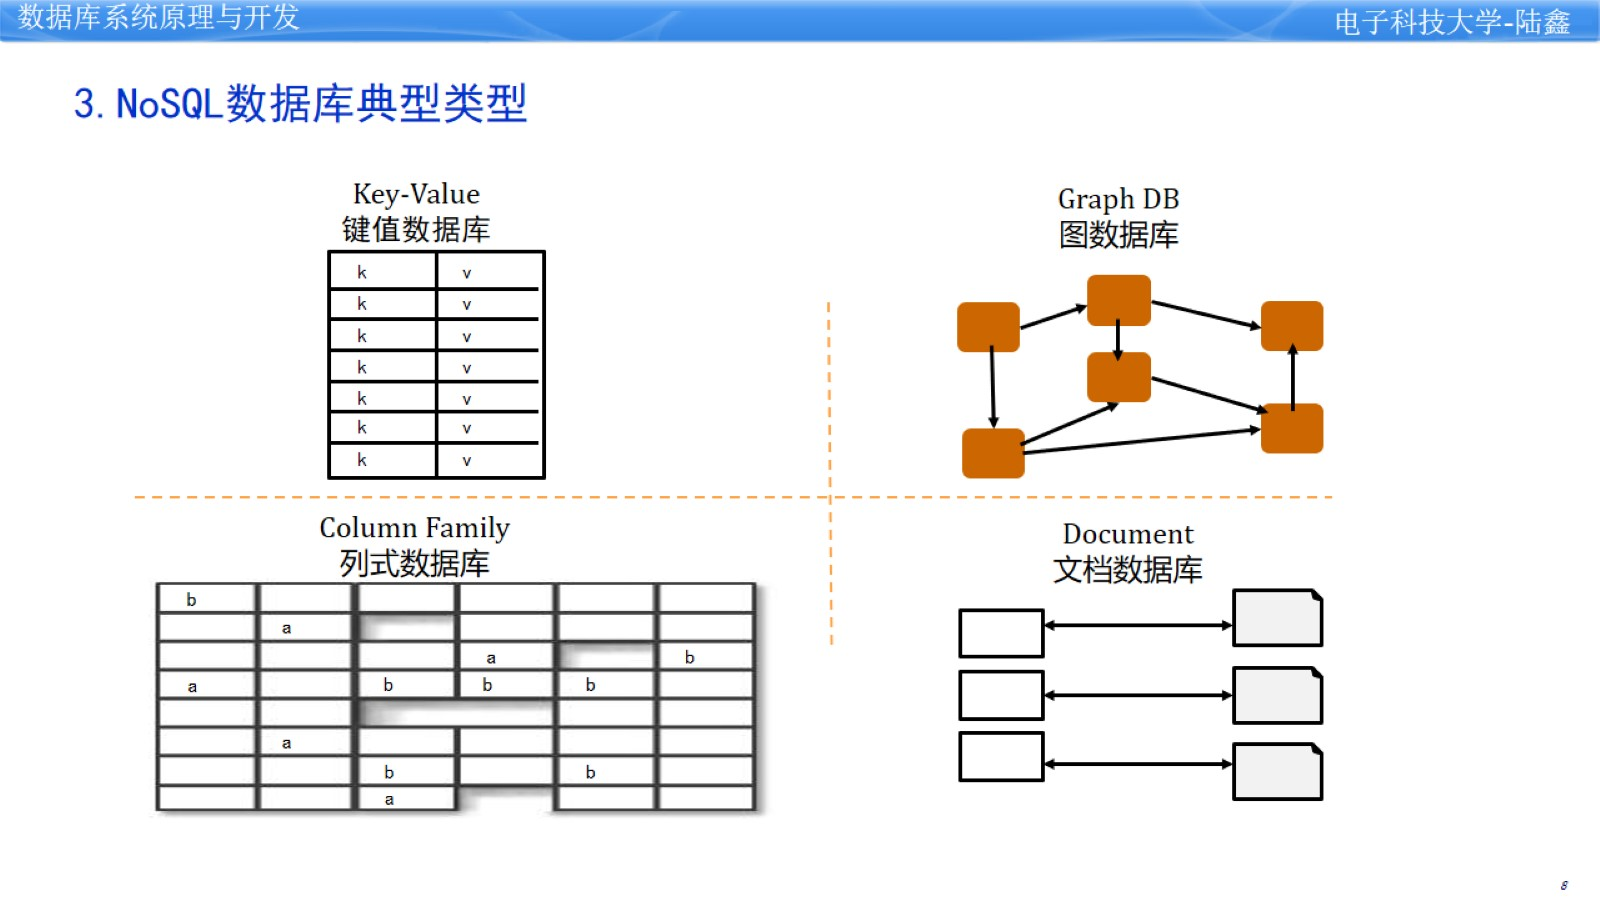 数据库系统原理与开发
电子科技大学-陆鑫
3.NoSQL数据库典型类型
Key-Value
键值数据库
k v
k v
k v
k v
k v
k v
k v
Graph DB
图数据库
Column Family
列式数据库
b
a
a b
a b b b
a
b b
a
Document
文档数据库
8